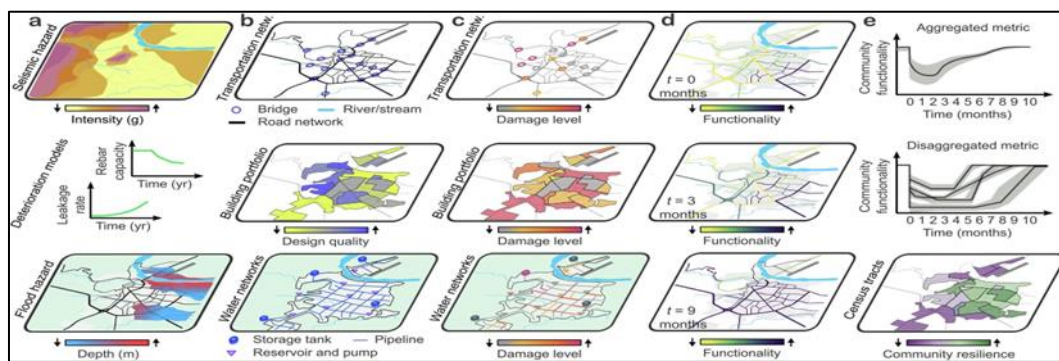 a
Seismic hazard
Intensity (g)
Deterioration models
Rebar
capacity
Time (yr)
Leakage
rate
Time (yr)
Flood hazard
Depth (m)
b
Transportation netw.
Bridge
River/stream
Road network
Building portfolio
Design quality
Water networks
Storage tank
Pipeline
Reservoir and pump
c
Transportation netw.
Damage level
Building portfolio
Damage level
Water networks
Damage level
d
t = 0
months
Functionality
t = 3
months
Functionality
t = 9
months
Functionality
e
Aggregated metric
Community
functionality
0 1 2 3 4 5 6 7 8 9 10
Time (months)
Disaggregated metric
Community
functionality
0 1 2 3 4 5 6 7 8 9 10
Time (months)
Census tracts
Community resilience